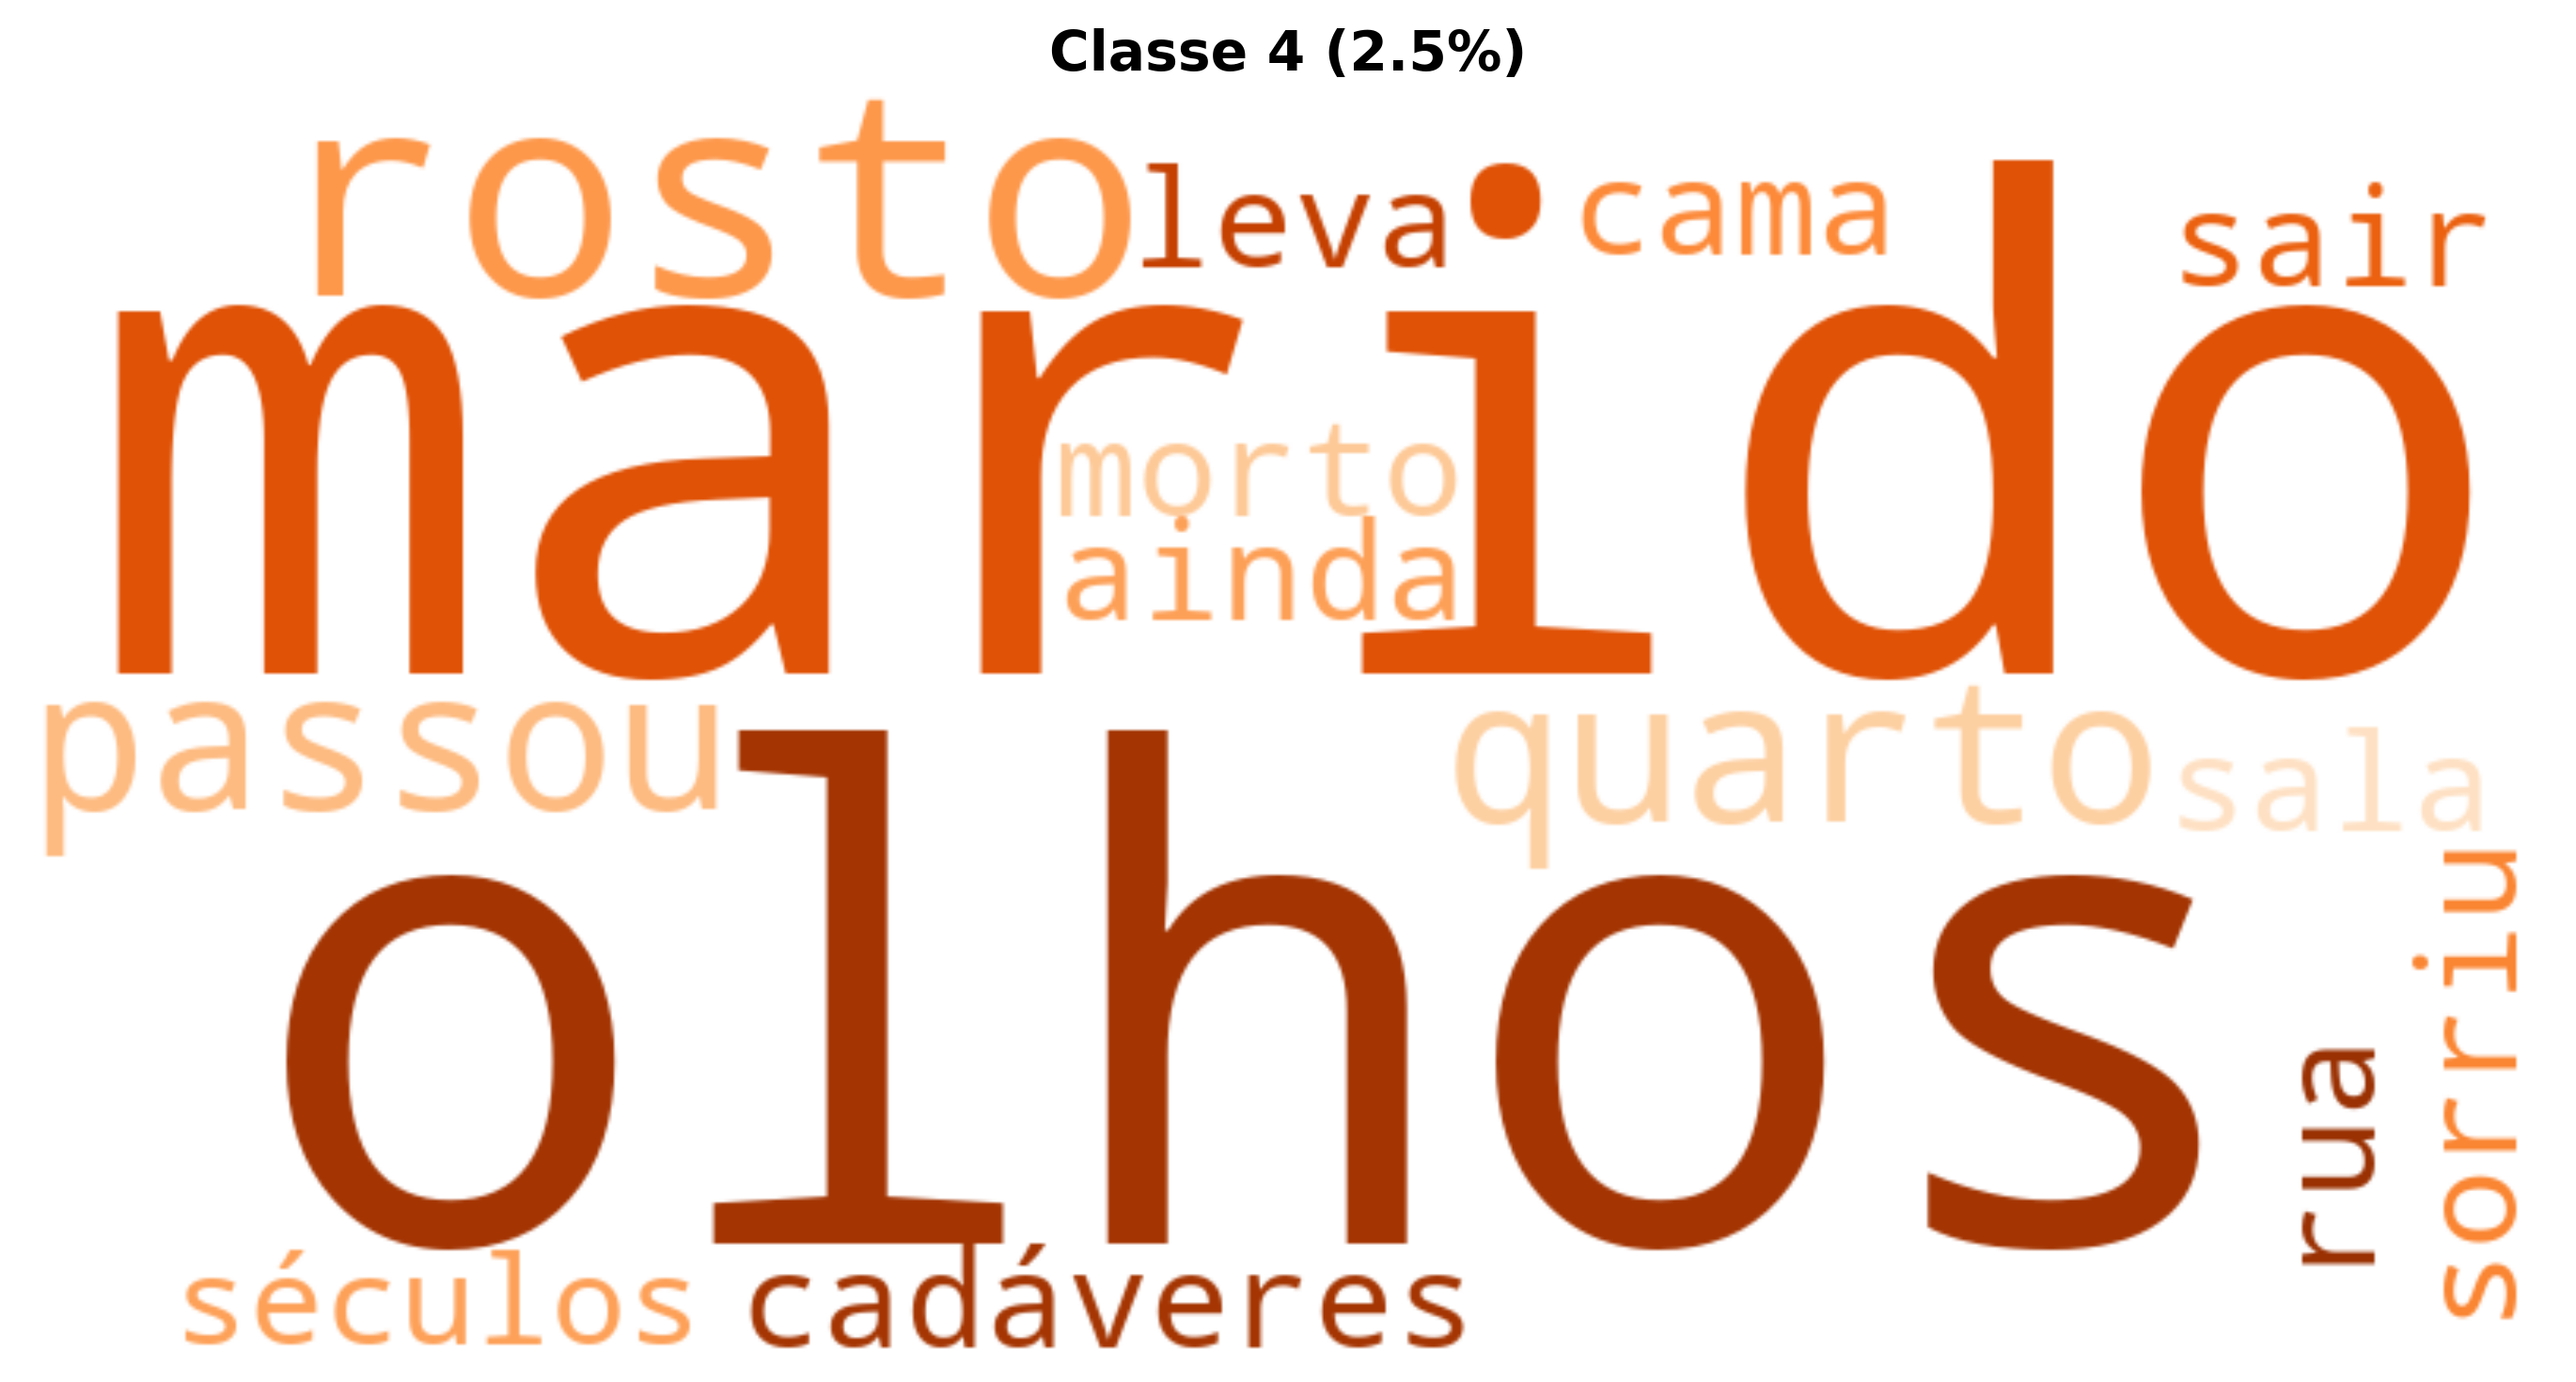 Classe 4 (2.5%)
rosto
leva
cama
sair
marido
morto
ainda
passou
quarto
sala
olhos
sorriu
rua
séculos
cadáveres